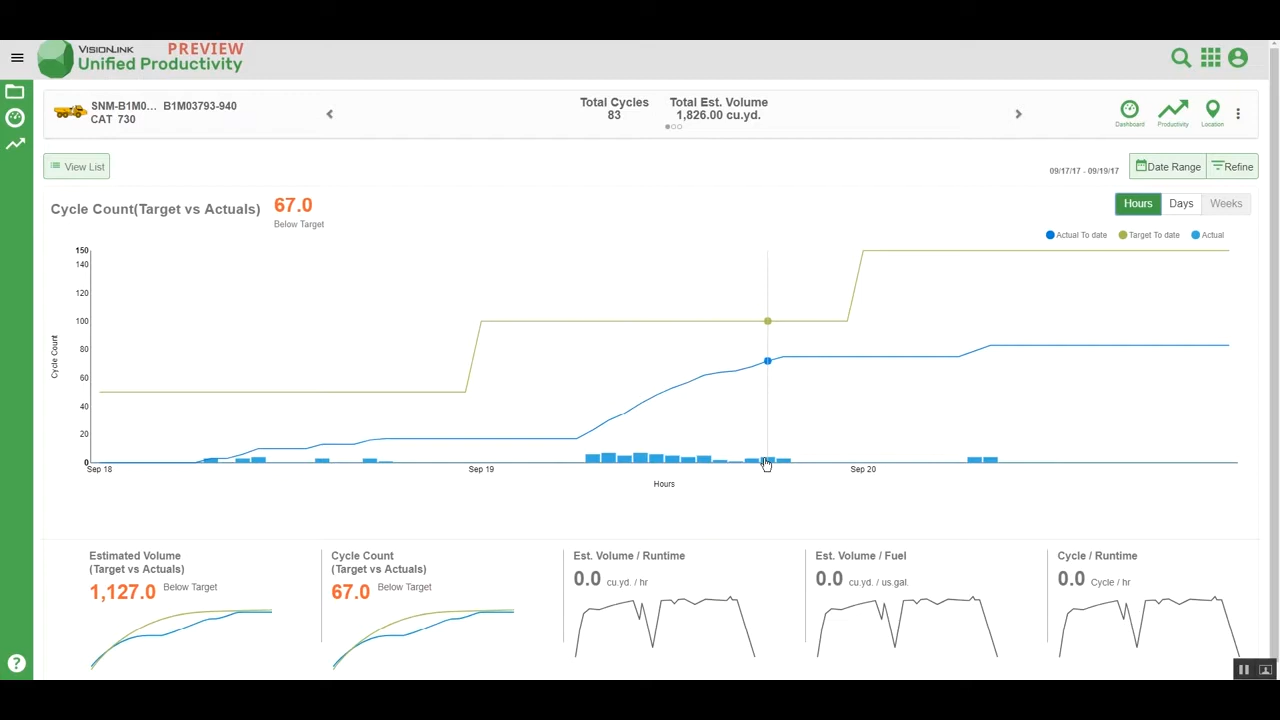 VISIONLINK PREVIEW
Unified Productivity
SNM-B1M0... B1M03793-940
CAT 730
Total Cycles
83
Total Est. Volume
1,826.00 cu.yd.
Dashboard
Productivity
Location
View List
09/17/17 - 09/19/17
Date Range
Refine
Cycle Count(Target vs Actuals)
67.0
Below Target
Hours
Days
Weeks
Actual To date
Target To date
Actual
150
140
120
100
80
60
40
20
0
Cycle Count
Sep 18
Sep 19
Sep 20
Hours
Estimated Volume
(Target vs Actuals)
1,127.0 Below Target
Cycle Count
(Target vs Actuals)
67.0 Below Target
Est. Volume / Runtime
0.0 cu.yd. / hr
Est. Volume / Fuel
0.0 cu.yd. / us.gal.
Cycle / Runtime
0.0 Cycle / hr
?